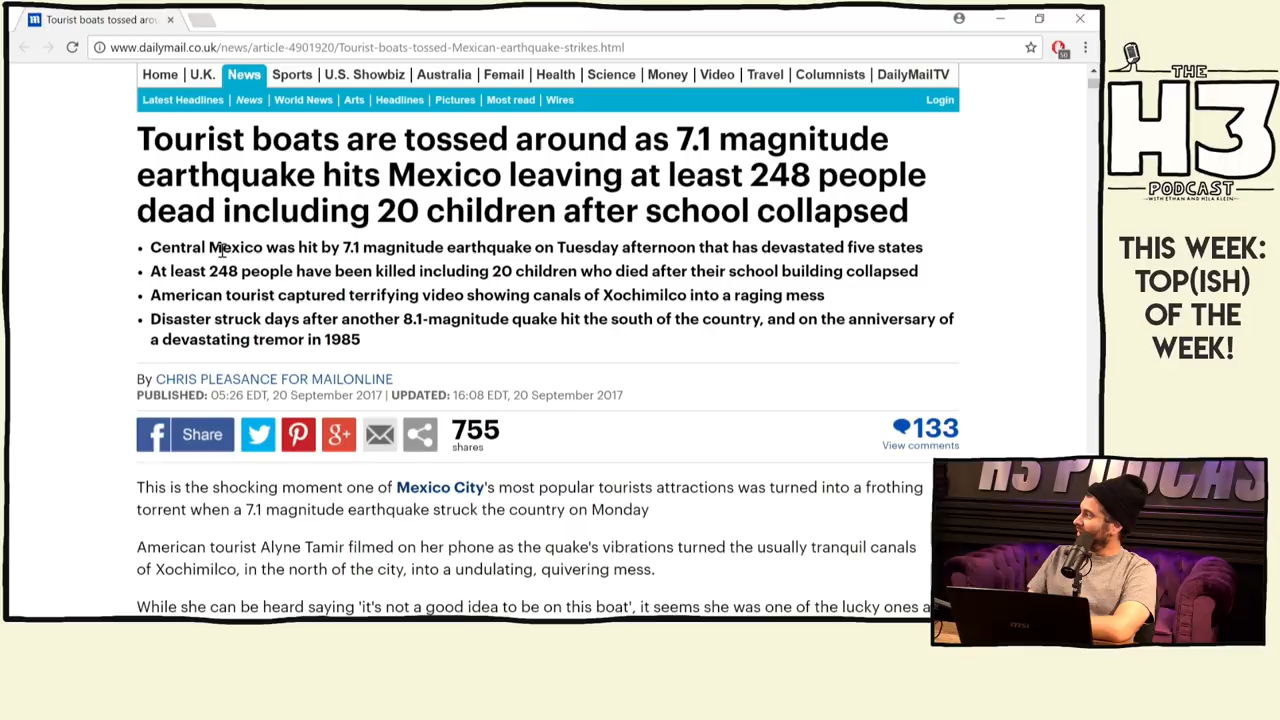 Tourist boats tossed arou
www.dailymail.co.uk/news/article-4901920/Tourist-boats-tossed-Mexican-earthquake-strikes.html
Home | U.K. News | Sports | U.S. Showbiz | Australia | Femail | Health | Science | Money | Video | Travel | Columnists | DailyMailTV
Latest Headlines | News | World News | Arts | Headlines | Pictures | Most read | Wires Login
Tourist boats are tossed around as 7.1 magnitude
earthquake hits Mexico leaving at least 248 people
dead including 20 children after school collapsed
• Central Mexico was hit by 7.1 magnitude earthquake on Tuesday afternoon that has devastated five states
• At least 248 people have been killed including 20 children who died after their school building collapsed
• American tourist captured terrifying video showing canals of Xochimilco into a raging mess
• Disaster struck days after another 8.1-magnitude quake hit the south of the country, and on the anniversary of
a devastating tremor in 1985
By CHRIS PLEASANCE FOR MAILONLINE
PUBLISHED: 05:26 EDT, 20 September 2017 | UPDATED: 16:08 EDT, 20 September 2017
f Share g+ 755
shares
133
View comments
This is the shocking moment one of Mexico City's most popular tourists attractions was turned into a frothing
torrent when a 7.1 magnitude earthquake struck the country on Monday
American tourist Alyne Tamir filmed on her phone as the quake's vibrations turned the usually tranquil canals
of Xochimilco, in the north of the city, into a undulating, quivering mess.
While she can be heard saying 'it's not a good idea to be on this boat', it seems she was one of the lucky ones a
THE
H3
PODCAST
WITH ETHAN AND HILA KLEIN
THIS WEEK:
TOP(ISH)
OF THE
WEEK!
H3 PODCAS
msi